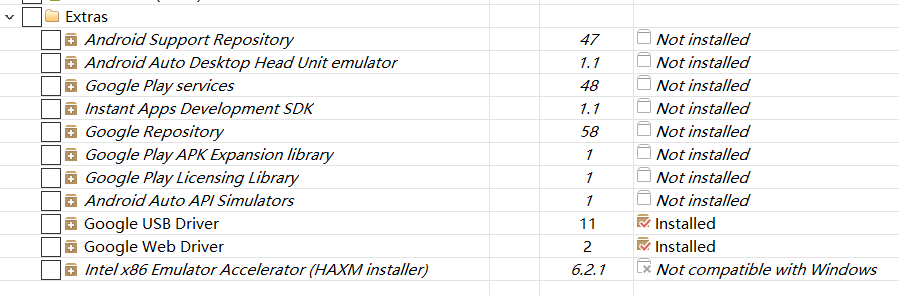 Extras
Android Support Repository 47 Not installed
Android Auto Desktop Head Unit emulator 1.1 Not installed
Google Play services 48 Not installed
Instant Apps Development SDK 1.1 Not installed
Google Repository 58 Not installed
Google Play APK Expansion library 1 Not installed
Google Play Licensing Library 1 Not installed
Android Auto API Simulators 1 Not installed
Google USB Driver 11 Installed
Google Web Driver 2 Installed
Intel x86 Emulator Accelerator (HAXM installer) 6.2.1 Not compatible with Windows